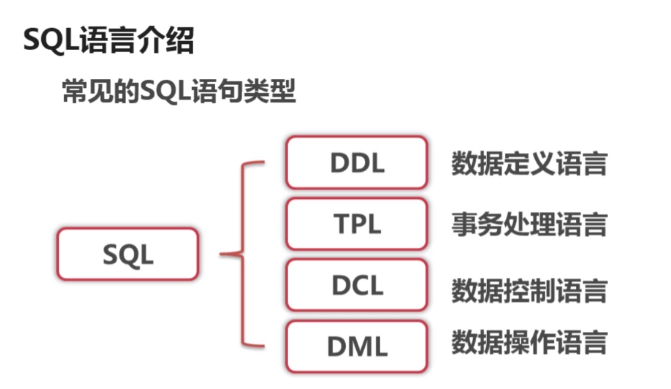 SQL语言介绍
常见的SQL语句类型
SQL
DDL 数据定义语言
TPL 事务处理语言
DCL 数据控制语言
DML 数据操作语言